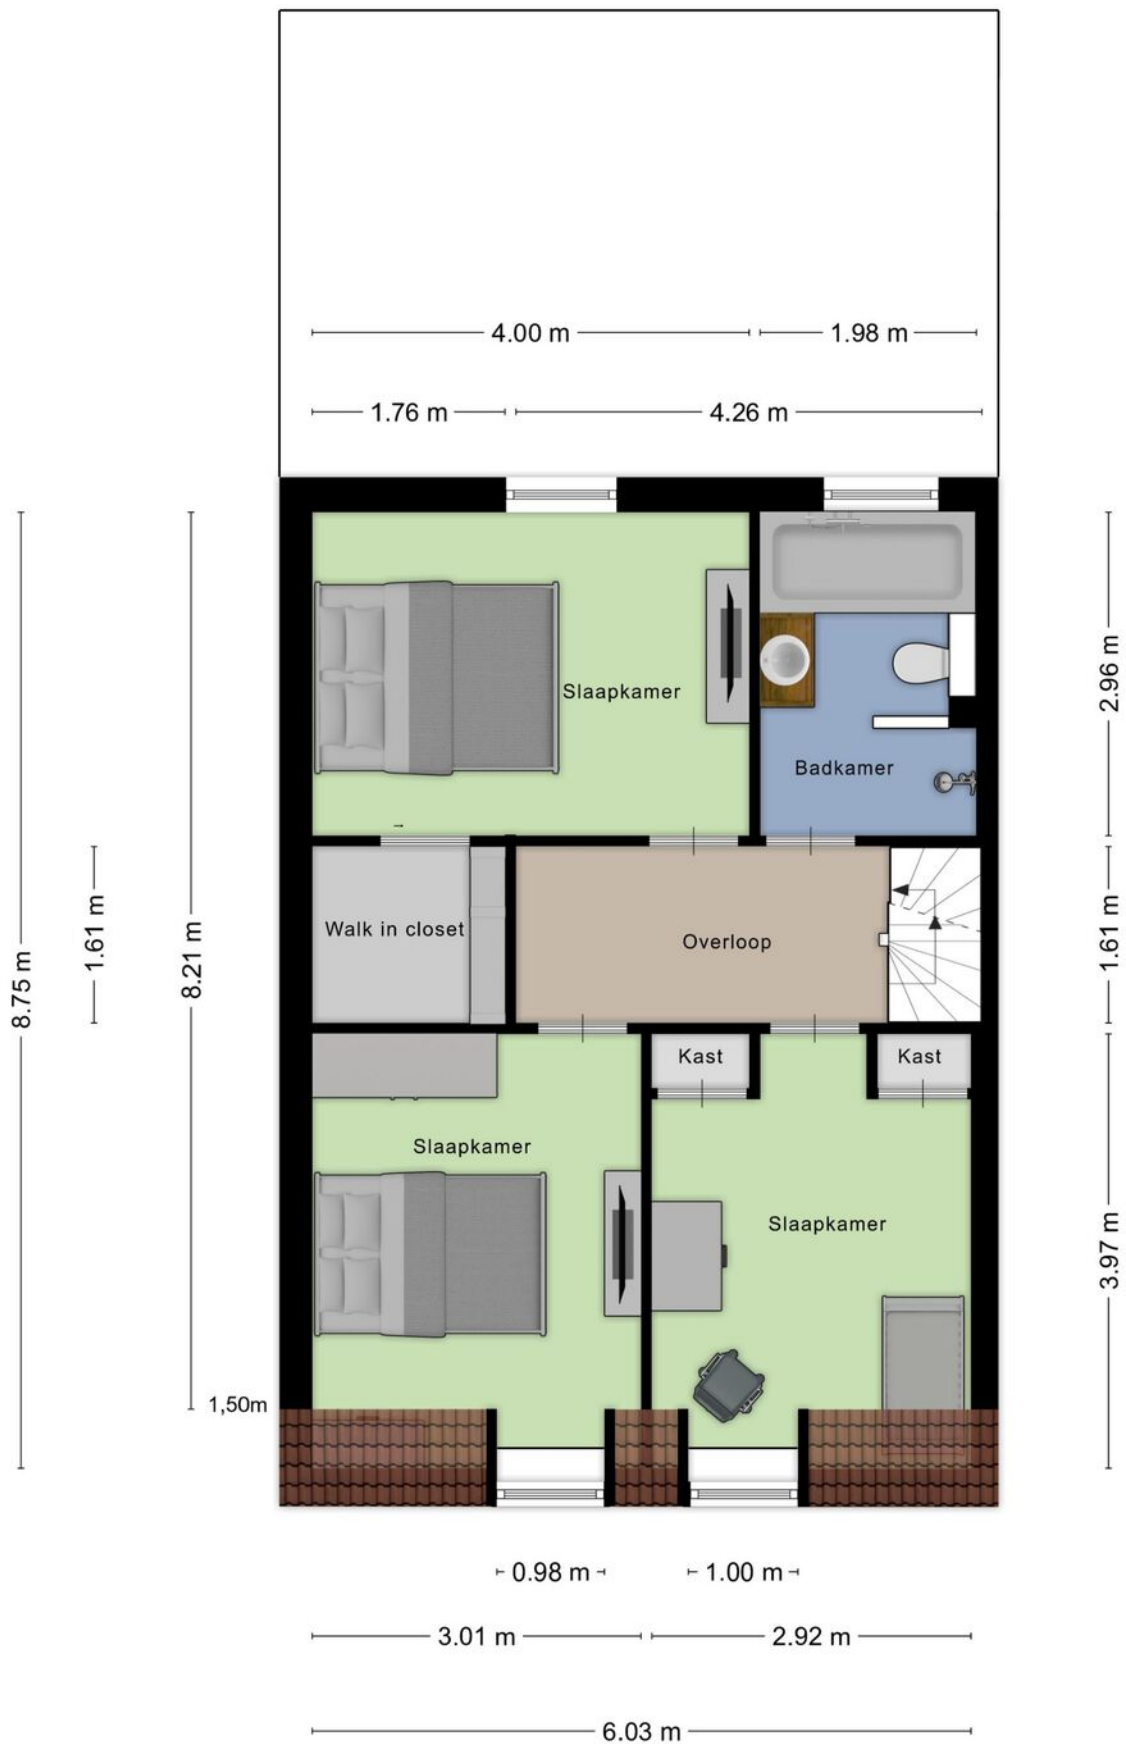 4.00 m
1.98 m
1.76 m
4.26 m
Slaapkamer
Badkamer
2.96 m
8.75 m
1.61 m
8.21 m
Walk in closet
Overloop
1.61 m
Kast
Kast
Slaapkamer
Slaapkamer
3.97 m
1,50m
0.98 m
1.00 m
3.01 m
2.92 m
6.03 m